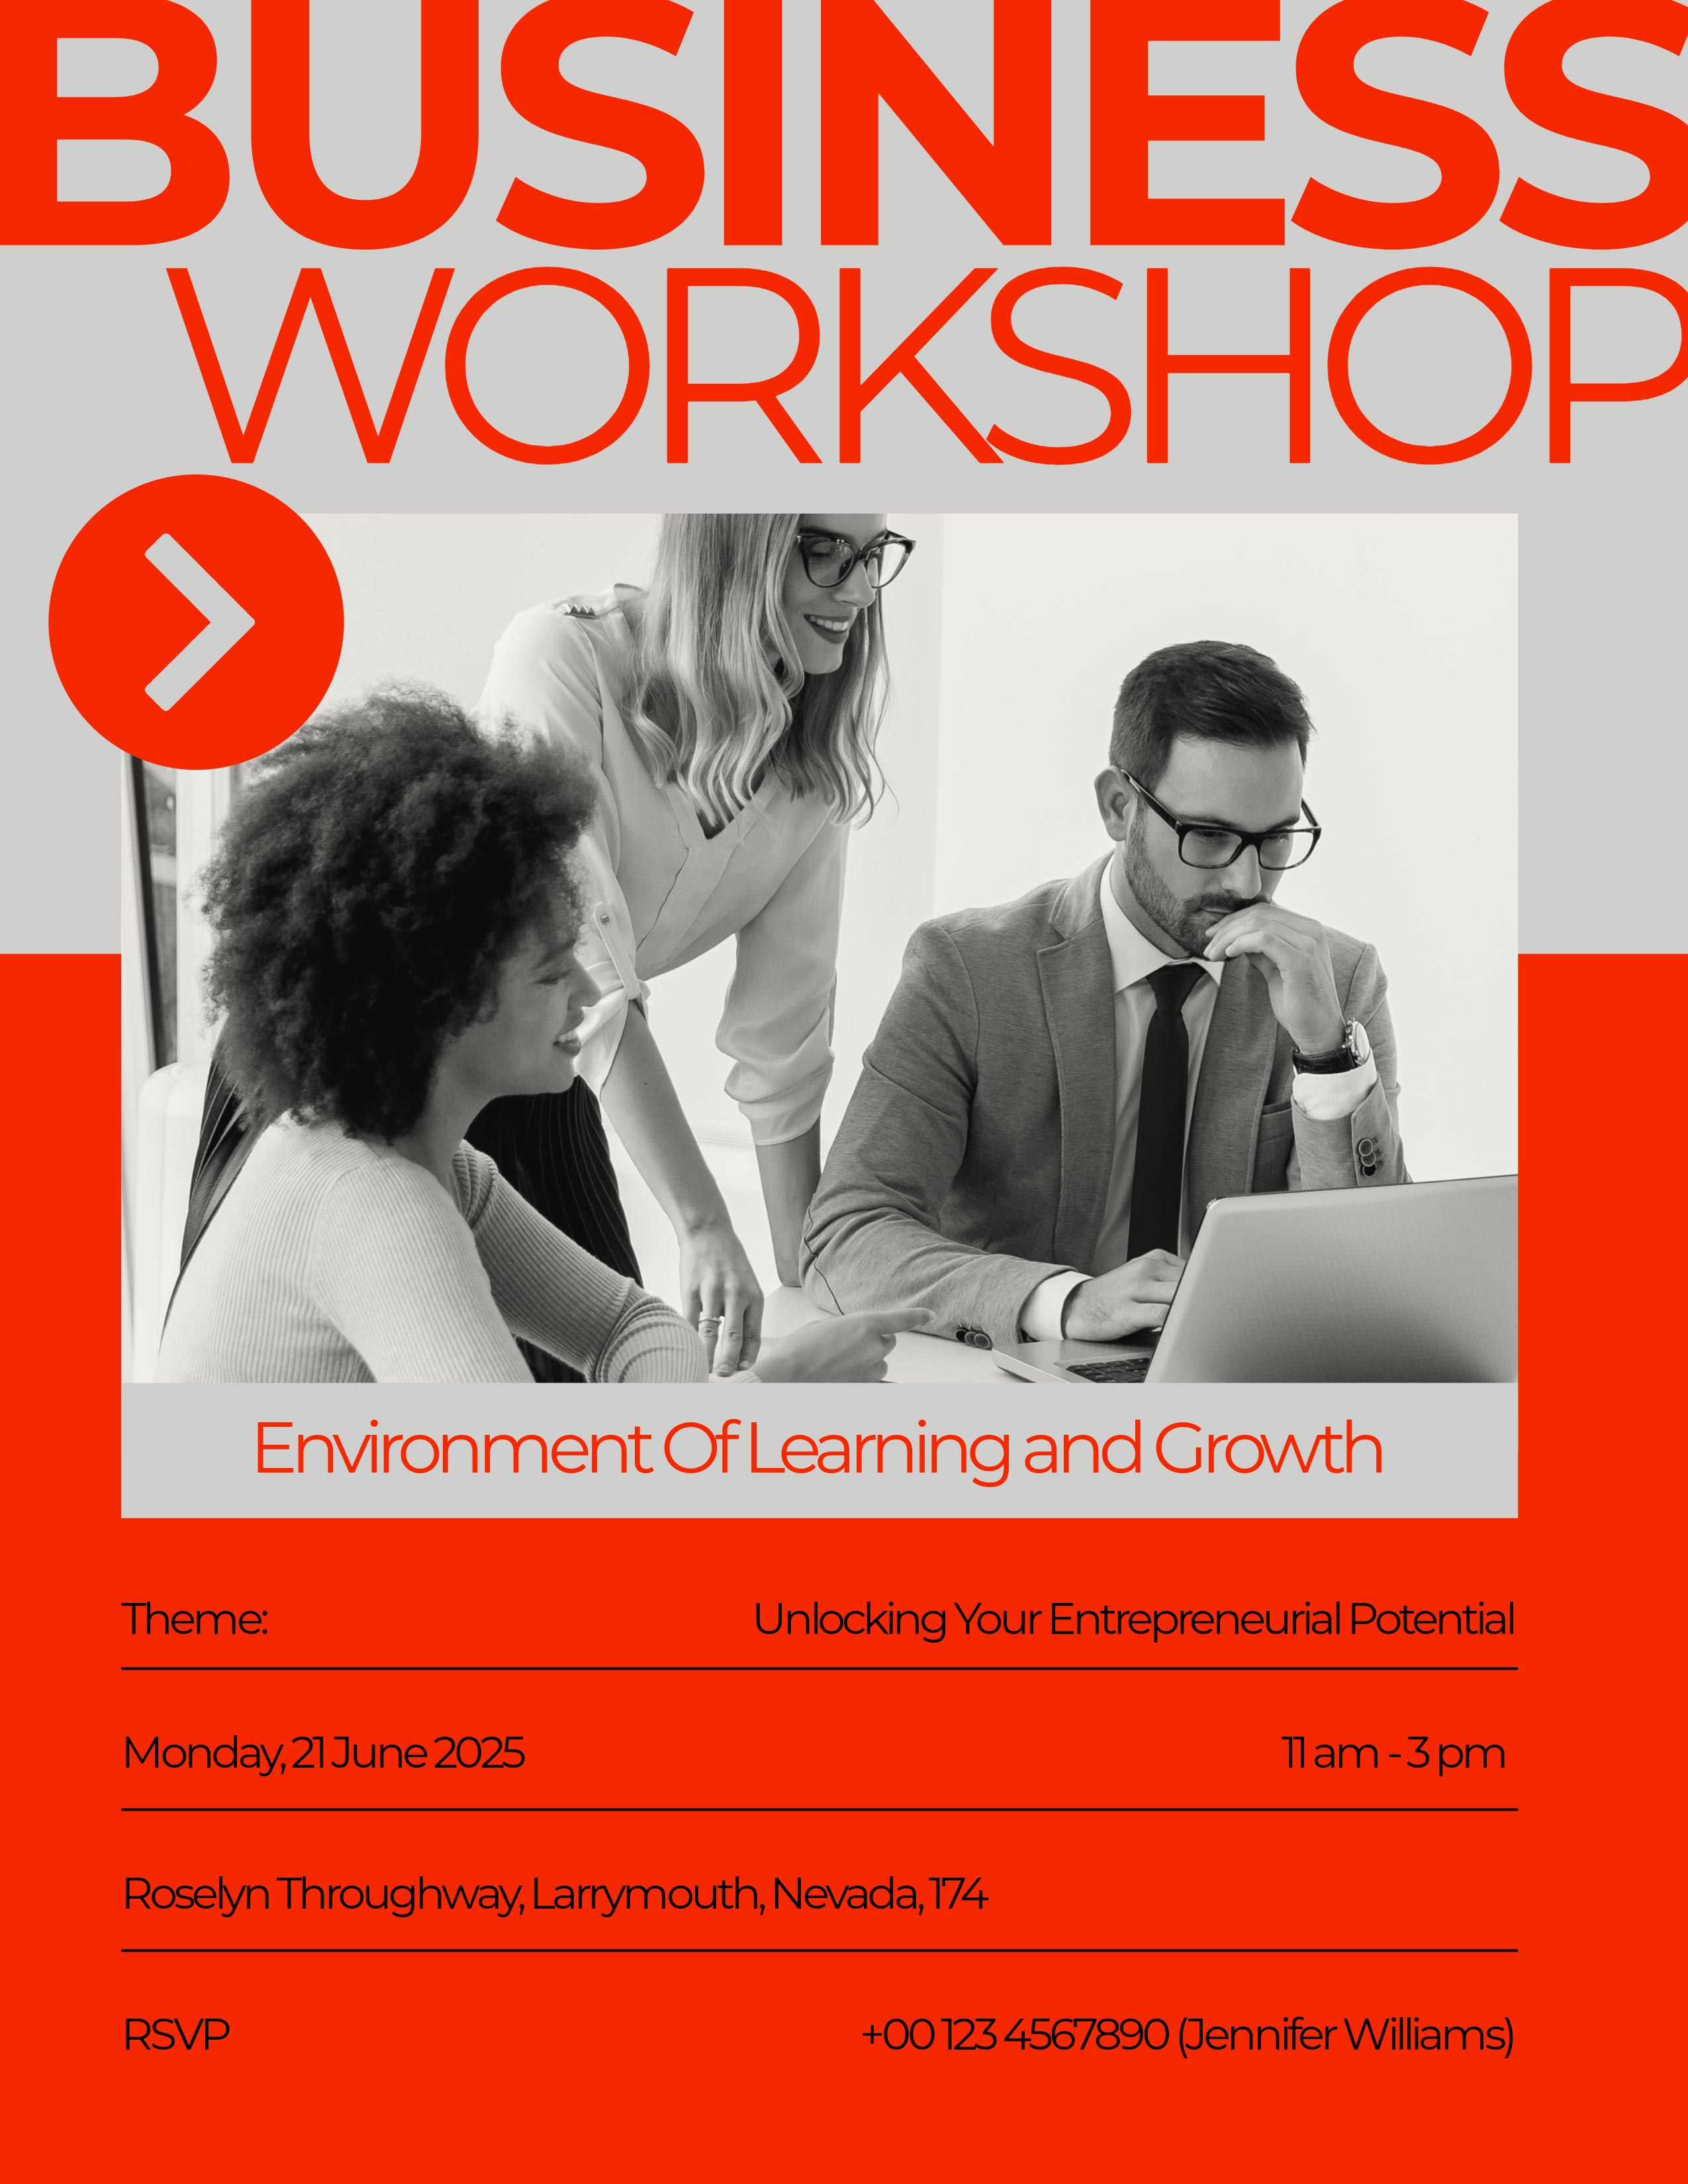 BUSINESS
WORKSHOP
Environment Of Learning and Growth
Theme: Unlocking Your Entrepreneurial Potential
Monday, 21 June 2025 11 am - 3 pm
Roselyn Throughway, Larrymouth, Nevada, 174
RSVP +00 123 4567890 (Jennifer Williams)